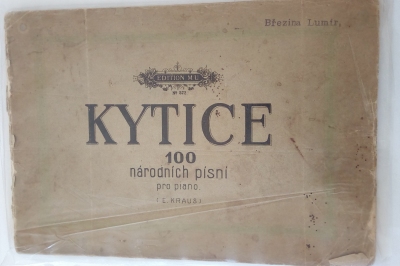 Březina Lumír.
EDITION M.U.
KYTICE
100
národních písní
pro piano.
(L. KRAUS)